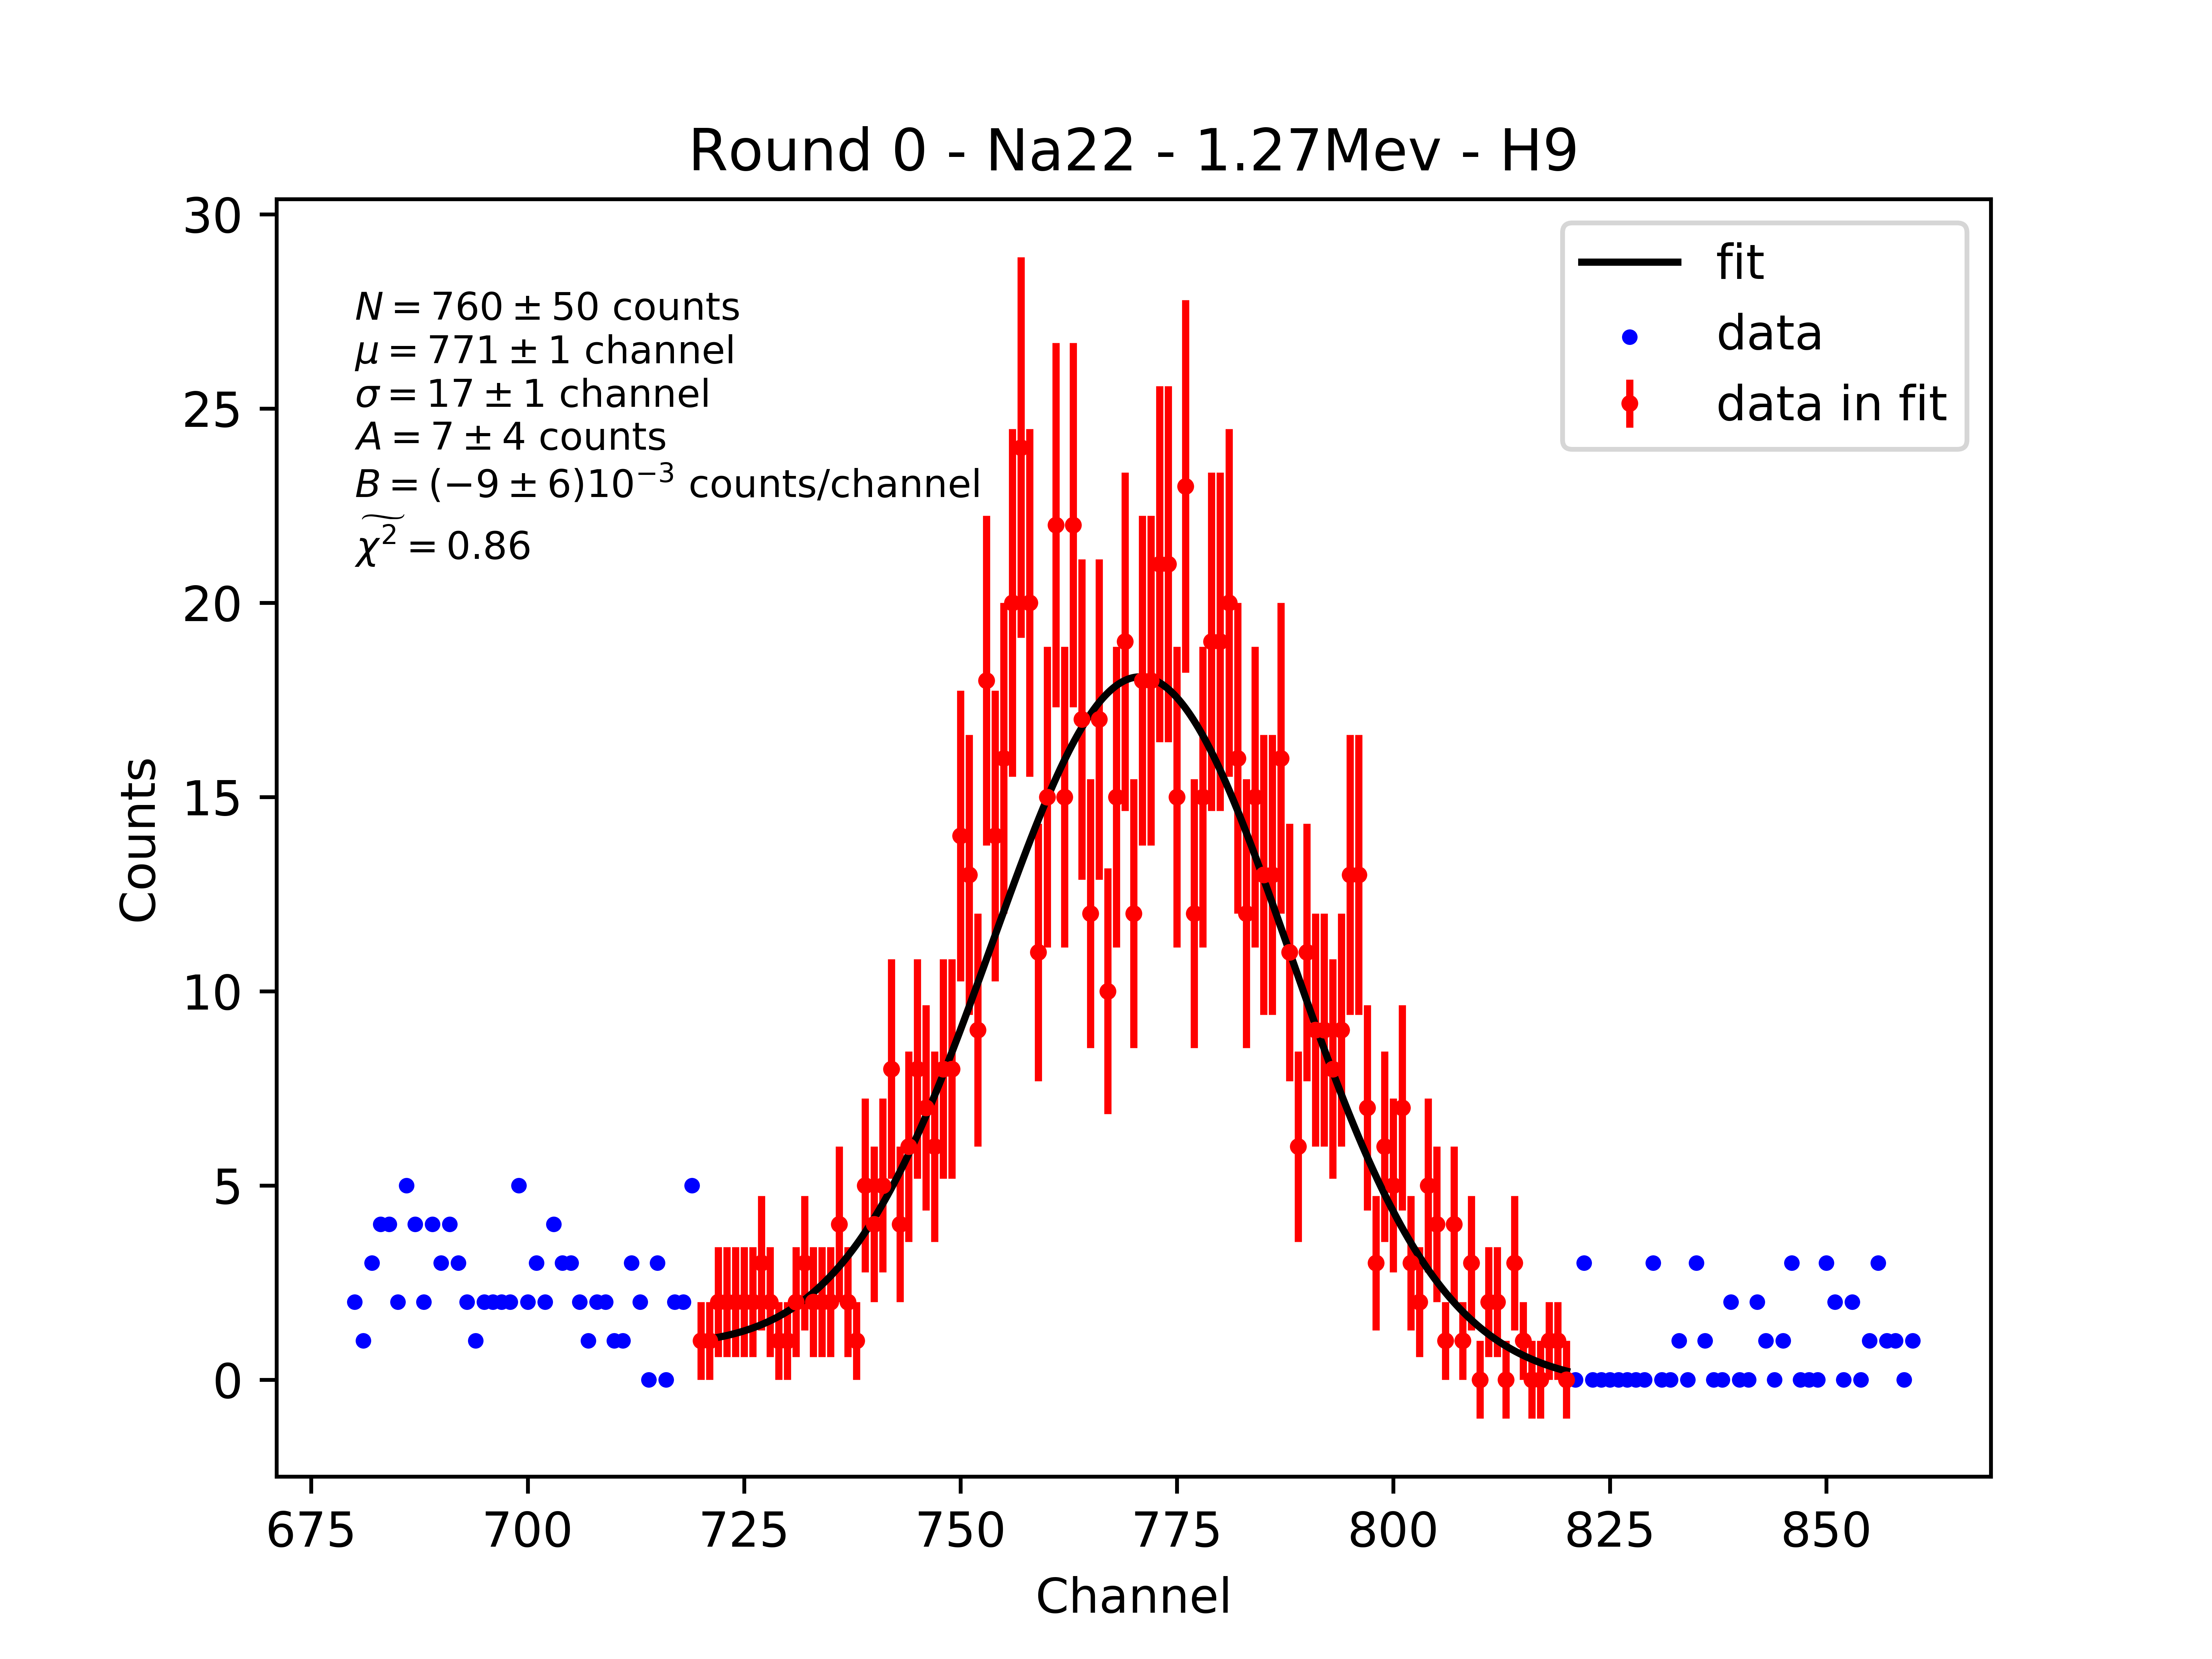 Round 0 - Na22 - 1.27Mev - H9
30
25
20
15
10
5
0
Counts
N = 760 ± 50 counts
μ = 771 ± 1 channel
σ = 17 ± 1 channel
A = 7 ± 4 counts
B = (−9 ± 6)10⁻³ counts/channel
χ̃² = 0.86
fit
data
data in fit
675 700 725 750 775 800 825 850
Channel